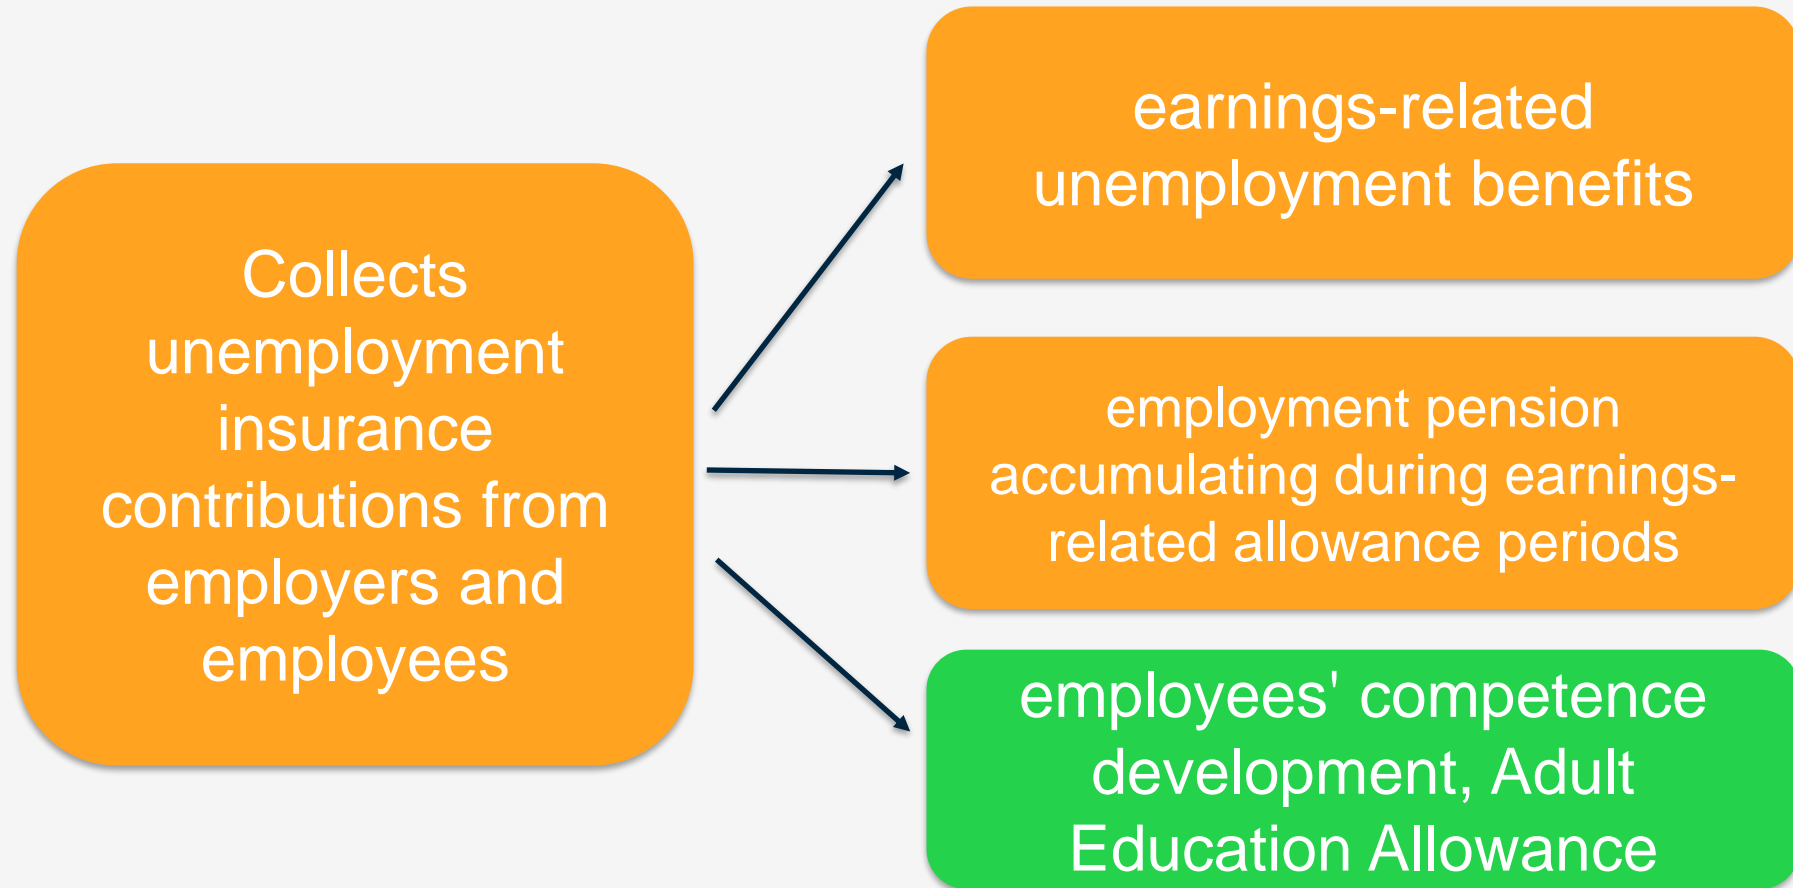 Collects
unemployment
insurance
contributions from
employers and
employees
earnings-related
unemployment benefits
employment pension
accumulating during earnings-
related allowance periods
employees' competence
development, Adult
Education Allowance